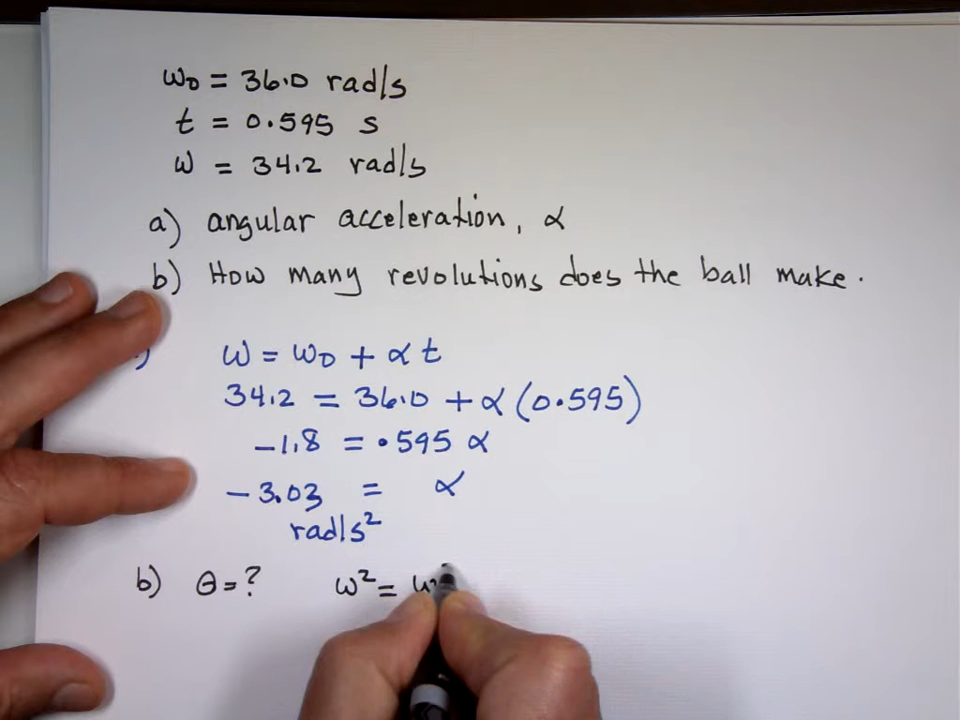 ω₀ = 36.0 rad/s
t = 0.595 s
ω = 34.2 rad/s
a) angular acceleration, α
b) How many revolutions does the ball make.
ω = ω₀ + αt
34.2 = 36.0 + α(0.595)
-1.8 = .595 α
-3.03 = α
rad/s²
b) θ = ? ω² =